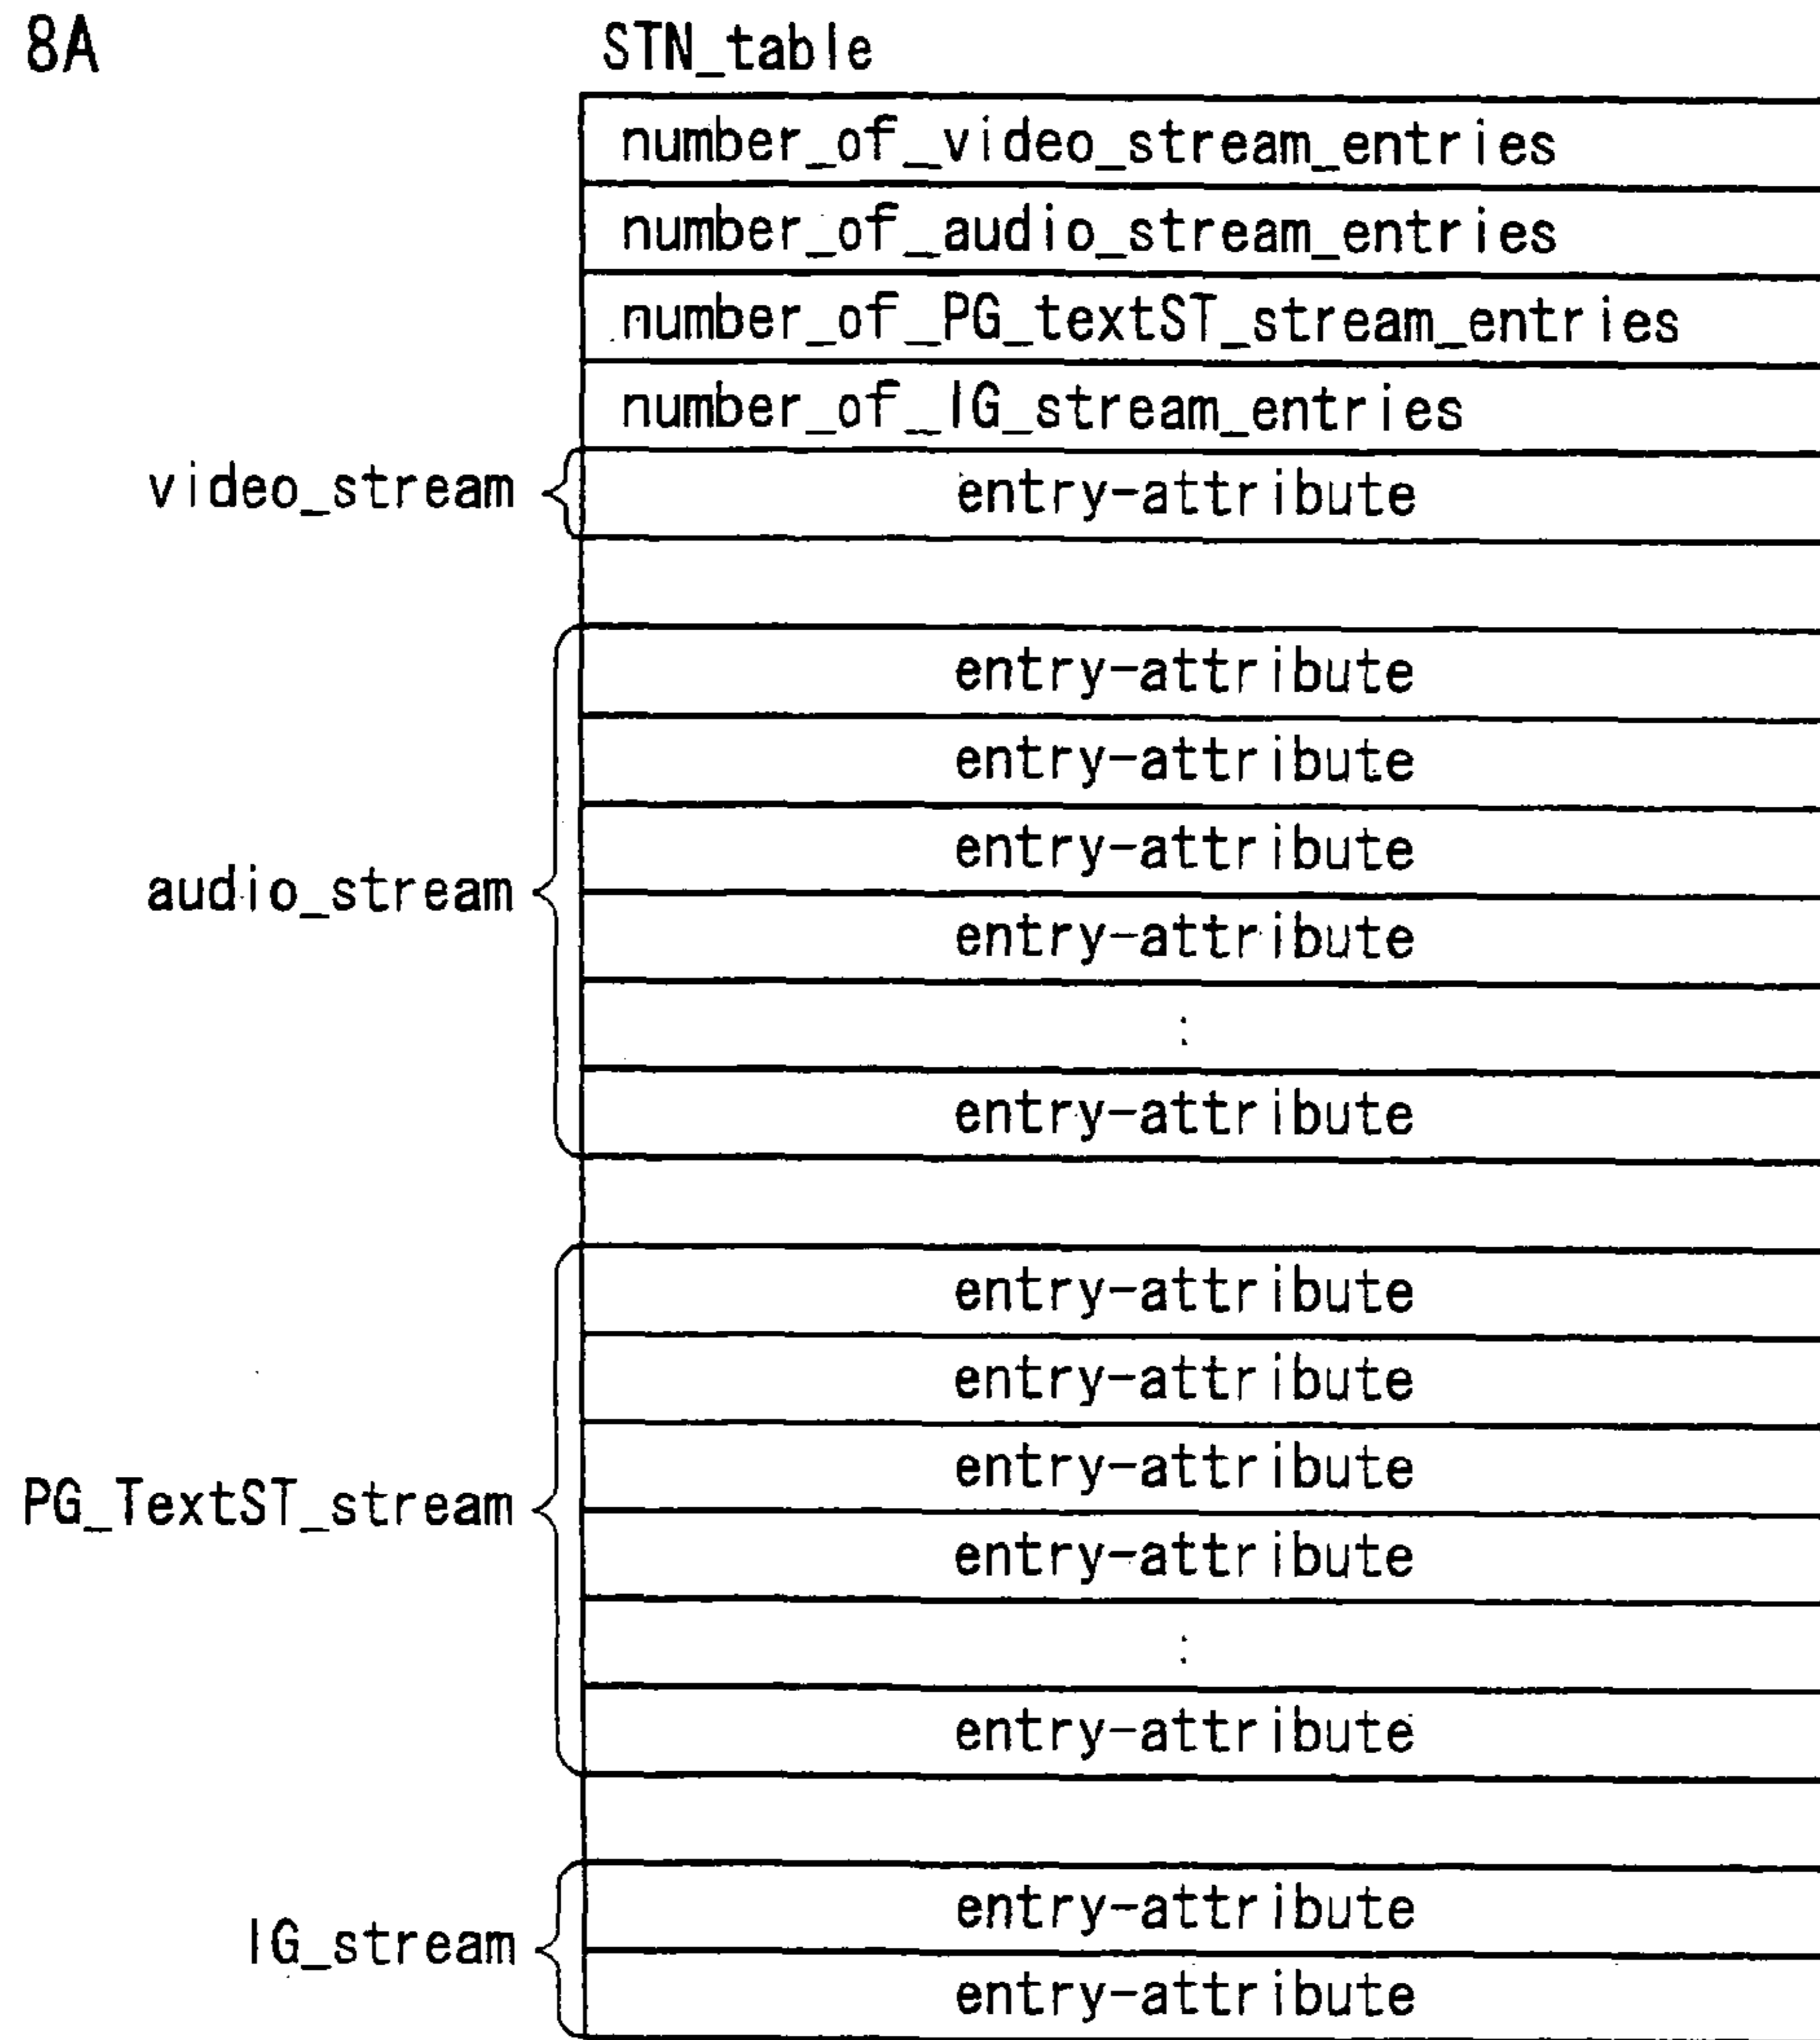 8A
STN_table
number_of_video_stream_entries
number_of_audio_stream_entries
number_of_PG_textST_stream_entries
number_of_IG_stream_entries
video_stream
entry-attribute
audio_stream
entry-attribute
entry-attribute
entry-attribute
entry-attribute
:
entry-attribute
PG_TextST_stream
entry-attribute
entry-attribute
entry-attribute
entry-attribute
:
entry-attribute
IG_stream
entry-attribute
entry-attribute